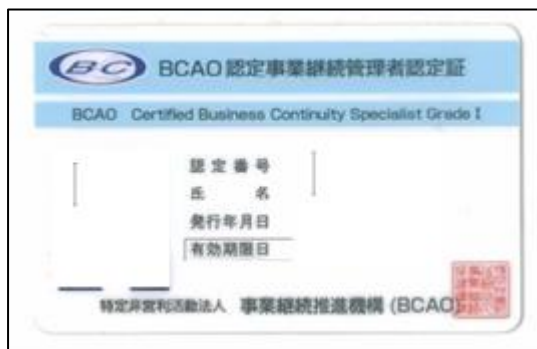 BC
BCAO認定事業継続管理者認定証
BCAO Certified Business Continuity Specialist Grade I
認定番号
氏 名
発行年月日
有効期限日
特定非営利活動法人 事業継続推進機構 (BCAO)